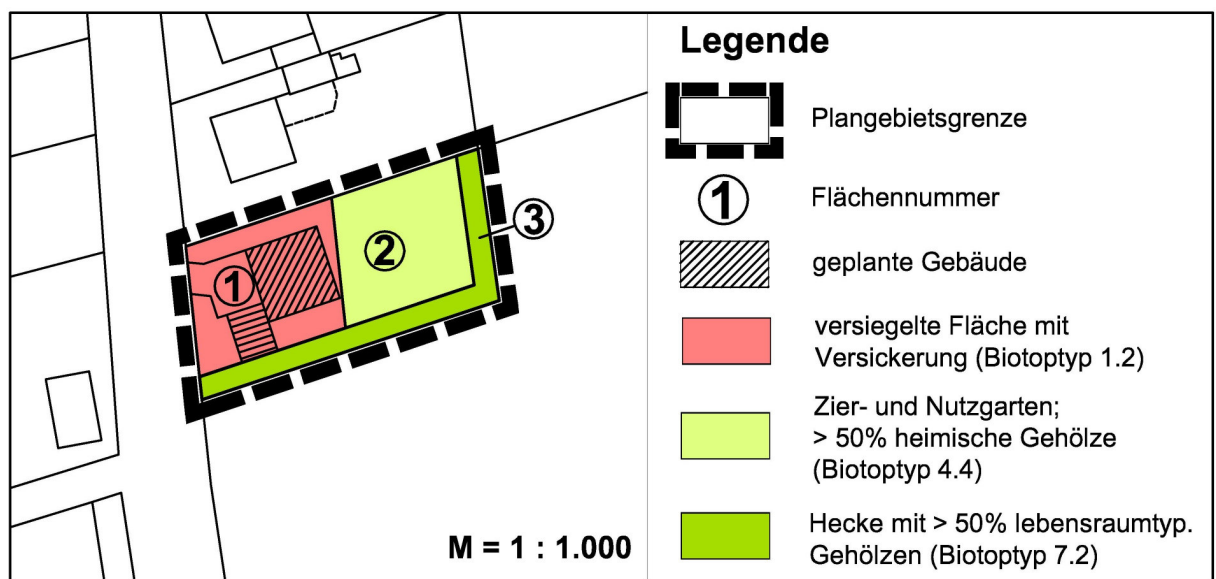 Legende
Plangebietsgrenze
1
Flächennummer
geplante Gebäude
versiegelte Fläche mit
Versickerung (Biotoptyp 1.2)
Zier- und Nutzgarten;
> 50% heimische Gehölze
(Biotoptyp 4.4)
Hecke mit > 50% lebensraumtyp.
Gehölzen (Biotoptyp 7.2)
1
2
3
M = 1 : 1.000